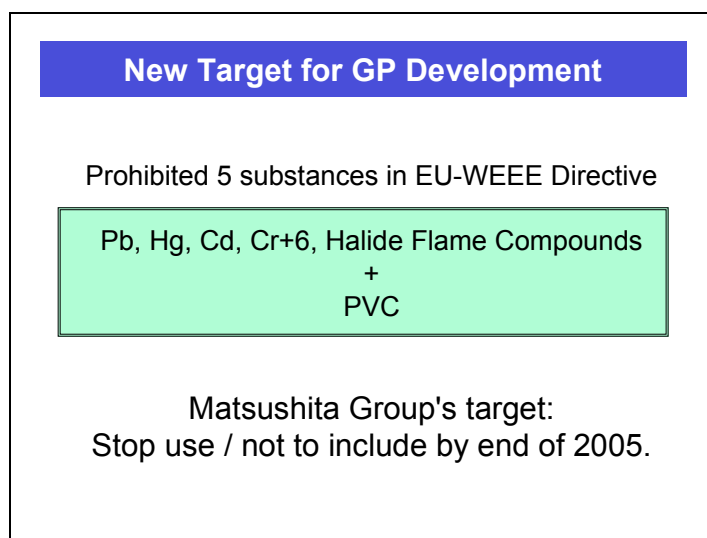 New Target for GP Development
Prohibited 5 substances in EU-WEEE Directive
Pb, Hg, Cd, Cr+6, Halide Flame Compounds
+
PVC
Matsushita Group's target:
Stop use / not to include by end of 2005.